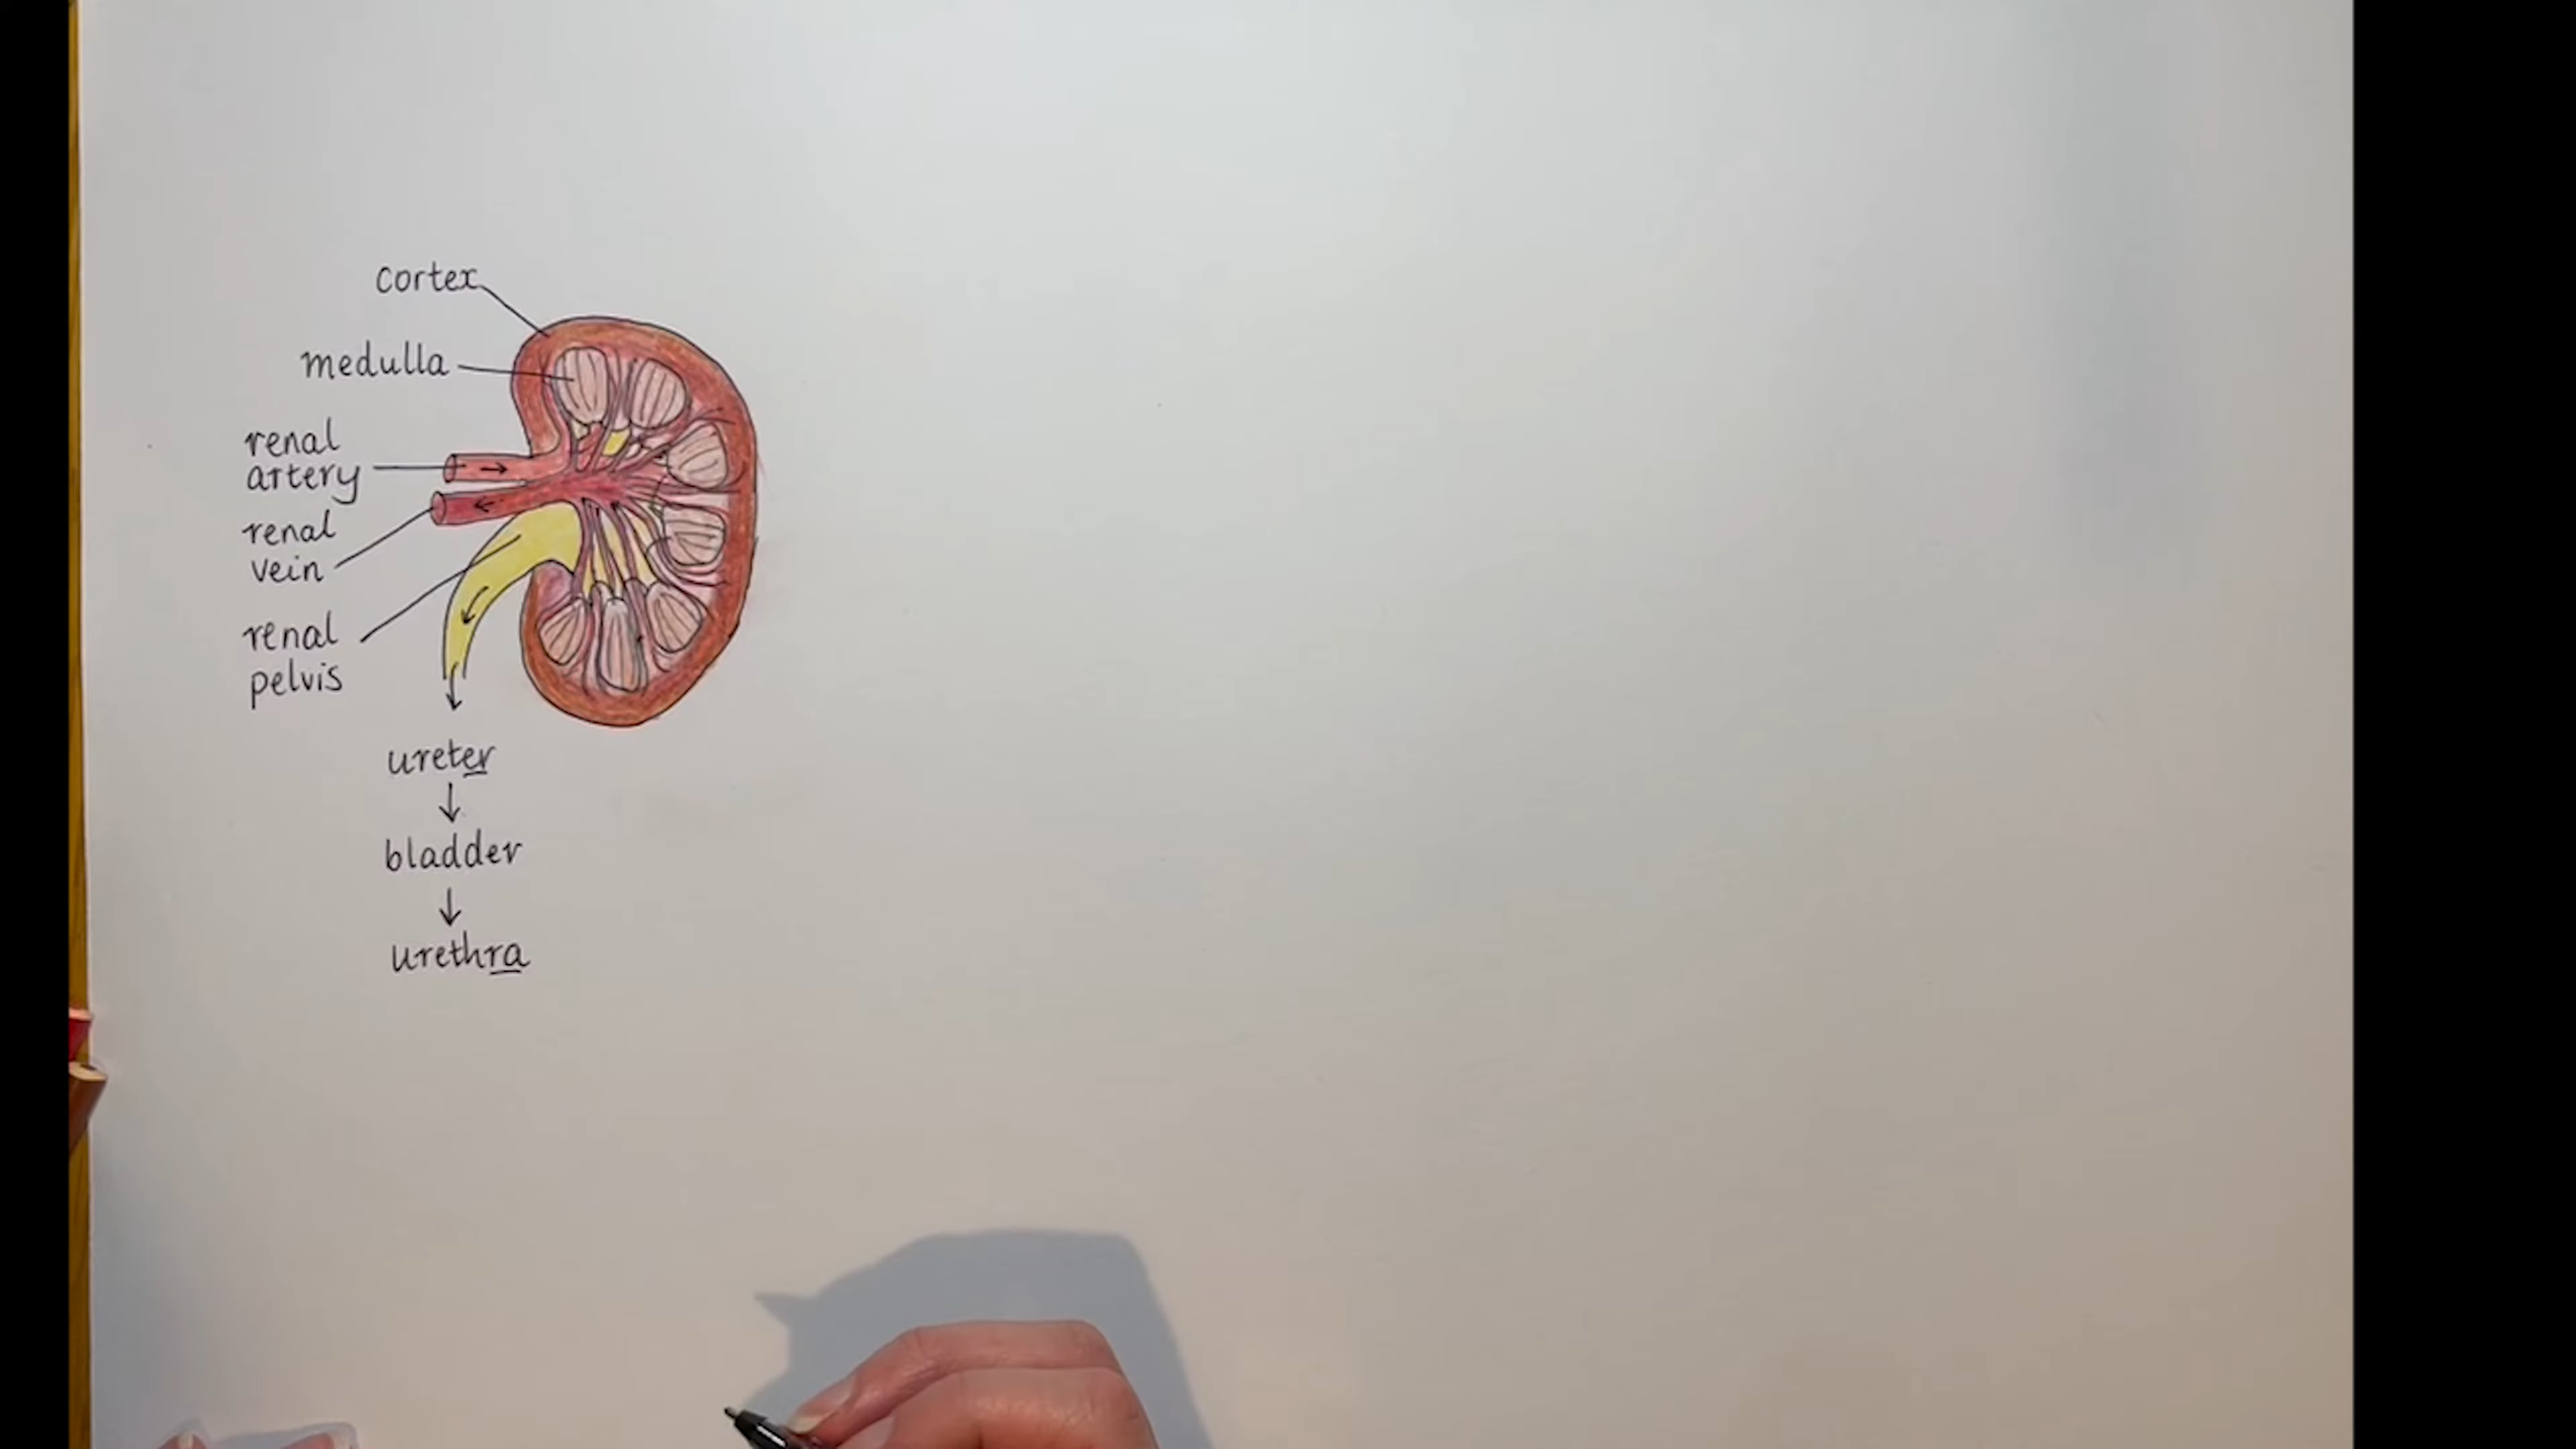 cortex
medulla
renal
artery
renal
vein
renal
pelvis
ureter
bladder
urethra